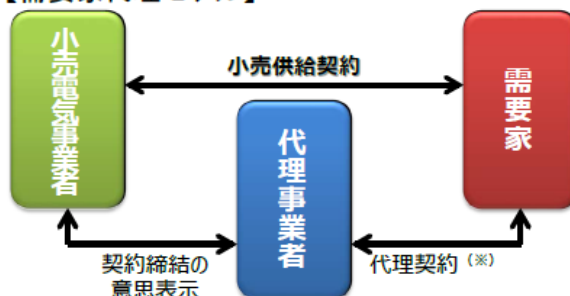 小売供給契約
小売電気事業者
代理事業者
需要家
契約締結の
意思表示
代理契約（※）